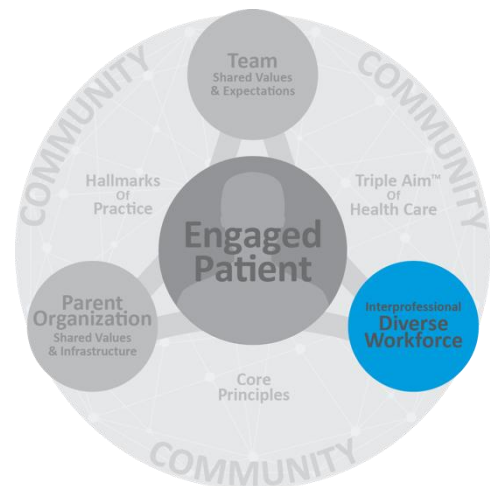 COMMUNITY
COMMUNITY
Team
Shared Values
& Expectations
Hallmarks
Of
Practice
Triple Aim™
Of
Health Care
Engaged
Patient
Parent
Organization
Shared Values
& Infrastructure
Interprofessional
Diverse
Workforce
Core
Principles
COMMUNITY